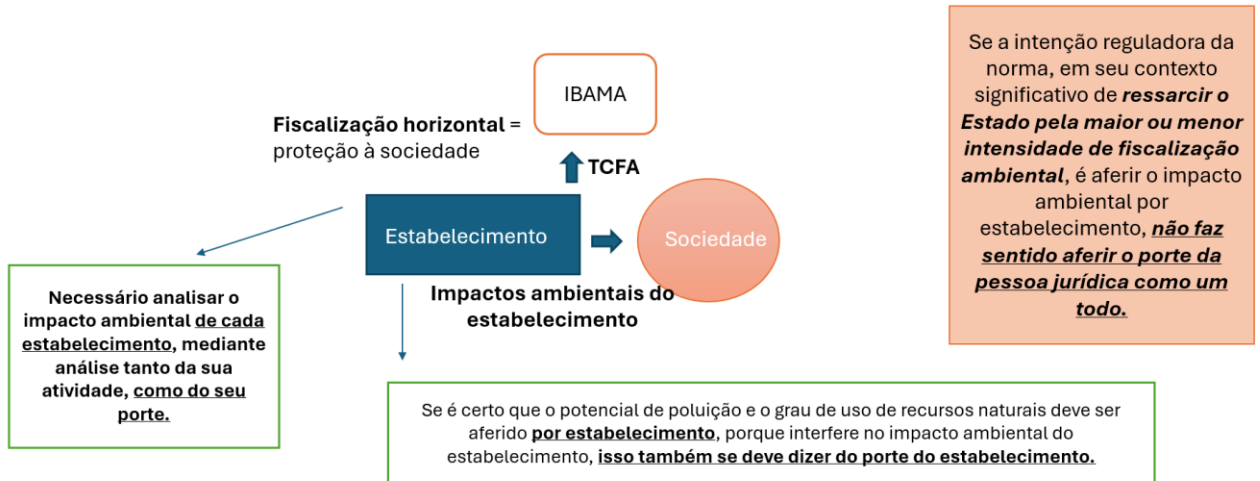 IBAMA
Fiscalização horizontal =
proteção à sociedade
TCFA
Estabelecimento
Sociedade
Impactos ambientais do
estabelecimento
Necessário analisar o
impacto ambiental de cada
estabelecimento, mediante
análise tanto da sua
atividade, como do seu
porte.
Se é certo que o potencial de poluição e o grau de uso de recursos naturais deve ser
aferido por estabelecimento, porque interfere no impacto ambiental do
estabelecimento, isso também se deve dizer do porte do estabelecimento.
Se a intenção reguladora da
norma, em seu contexto
significativo de ressarcir o
Estado pela maior ou menor
intensidade de fiscalização
ambiental, é aferir o impacto
ambiental por
estabelecimento, não faz
sentido aferir o porte da
pessoa jurídica como um
todo.